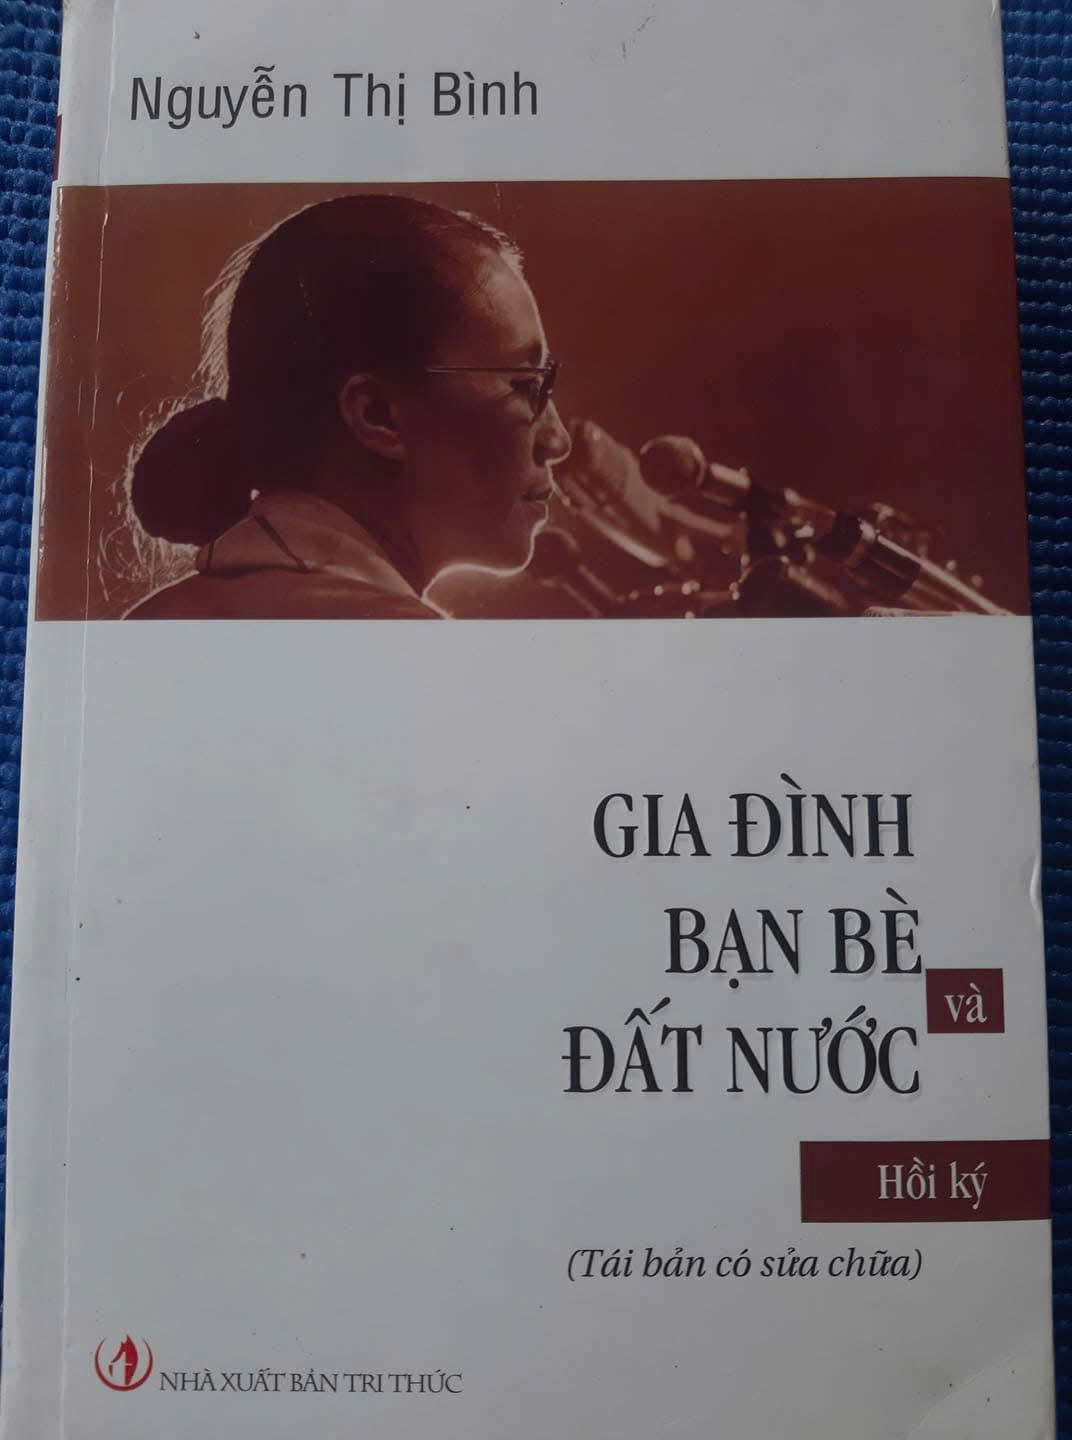 Nguyễn Thị Bình
GIA ĐÌNH
BẠN BÈ
và
ĐẤT NƯỚC
Hồi ký
(Tái bản có sửa chữa)
NHÀ XUẤT BẢN TRI THỨC